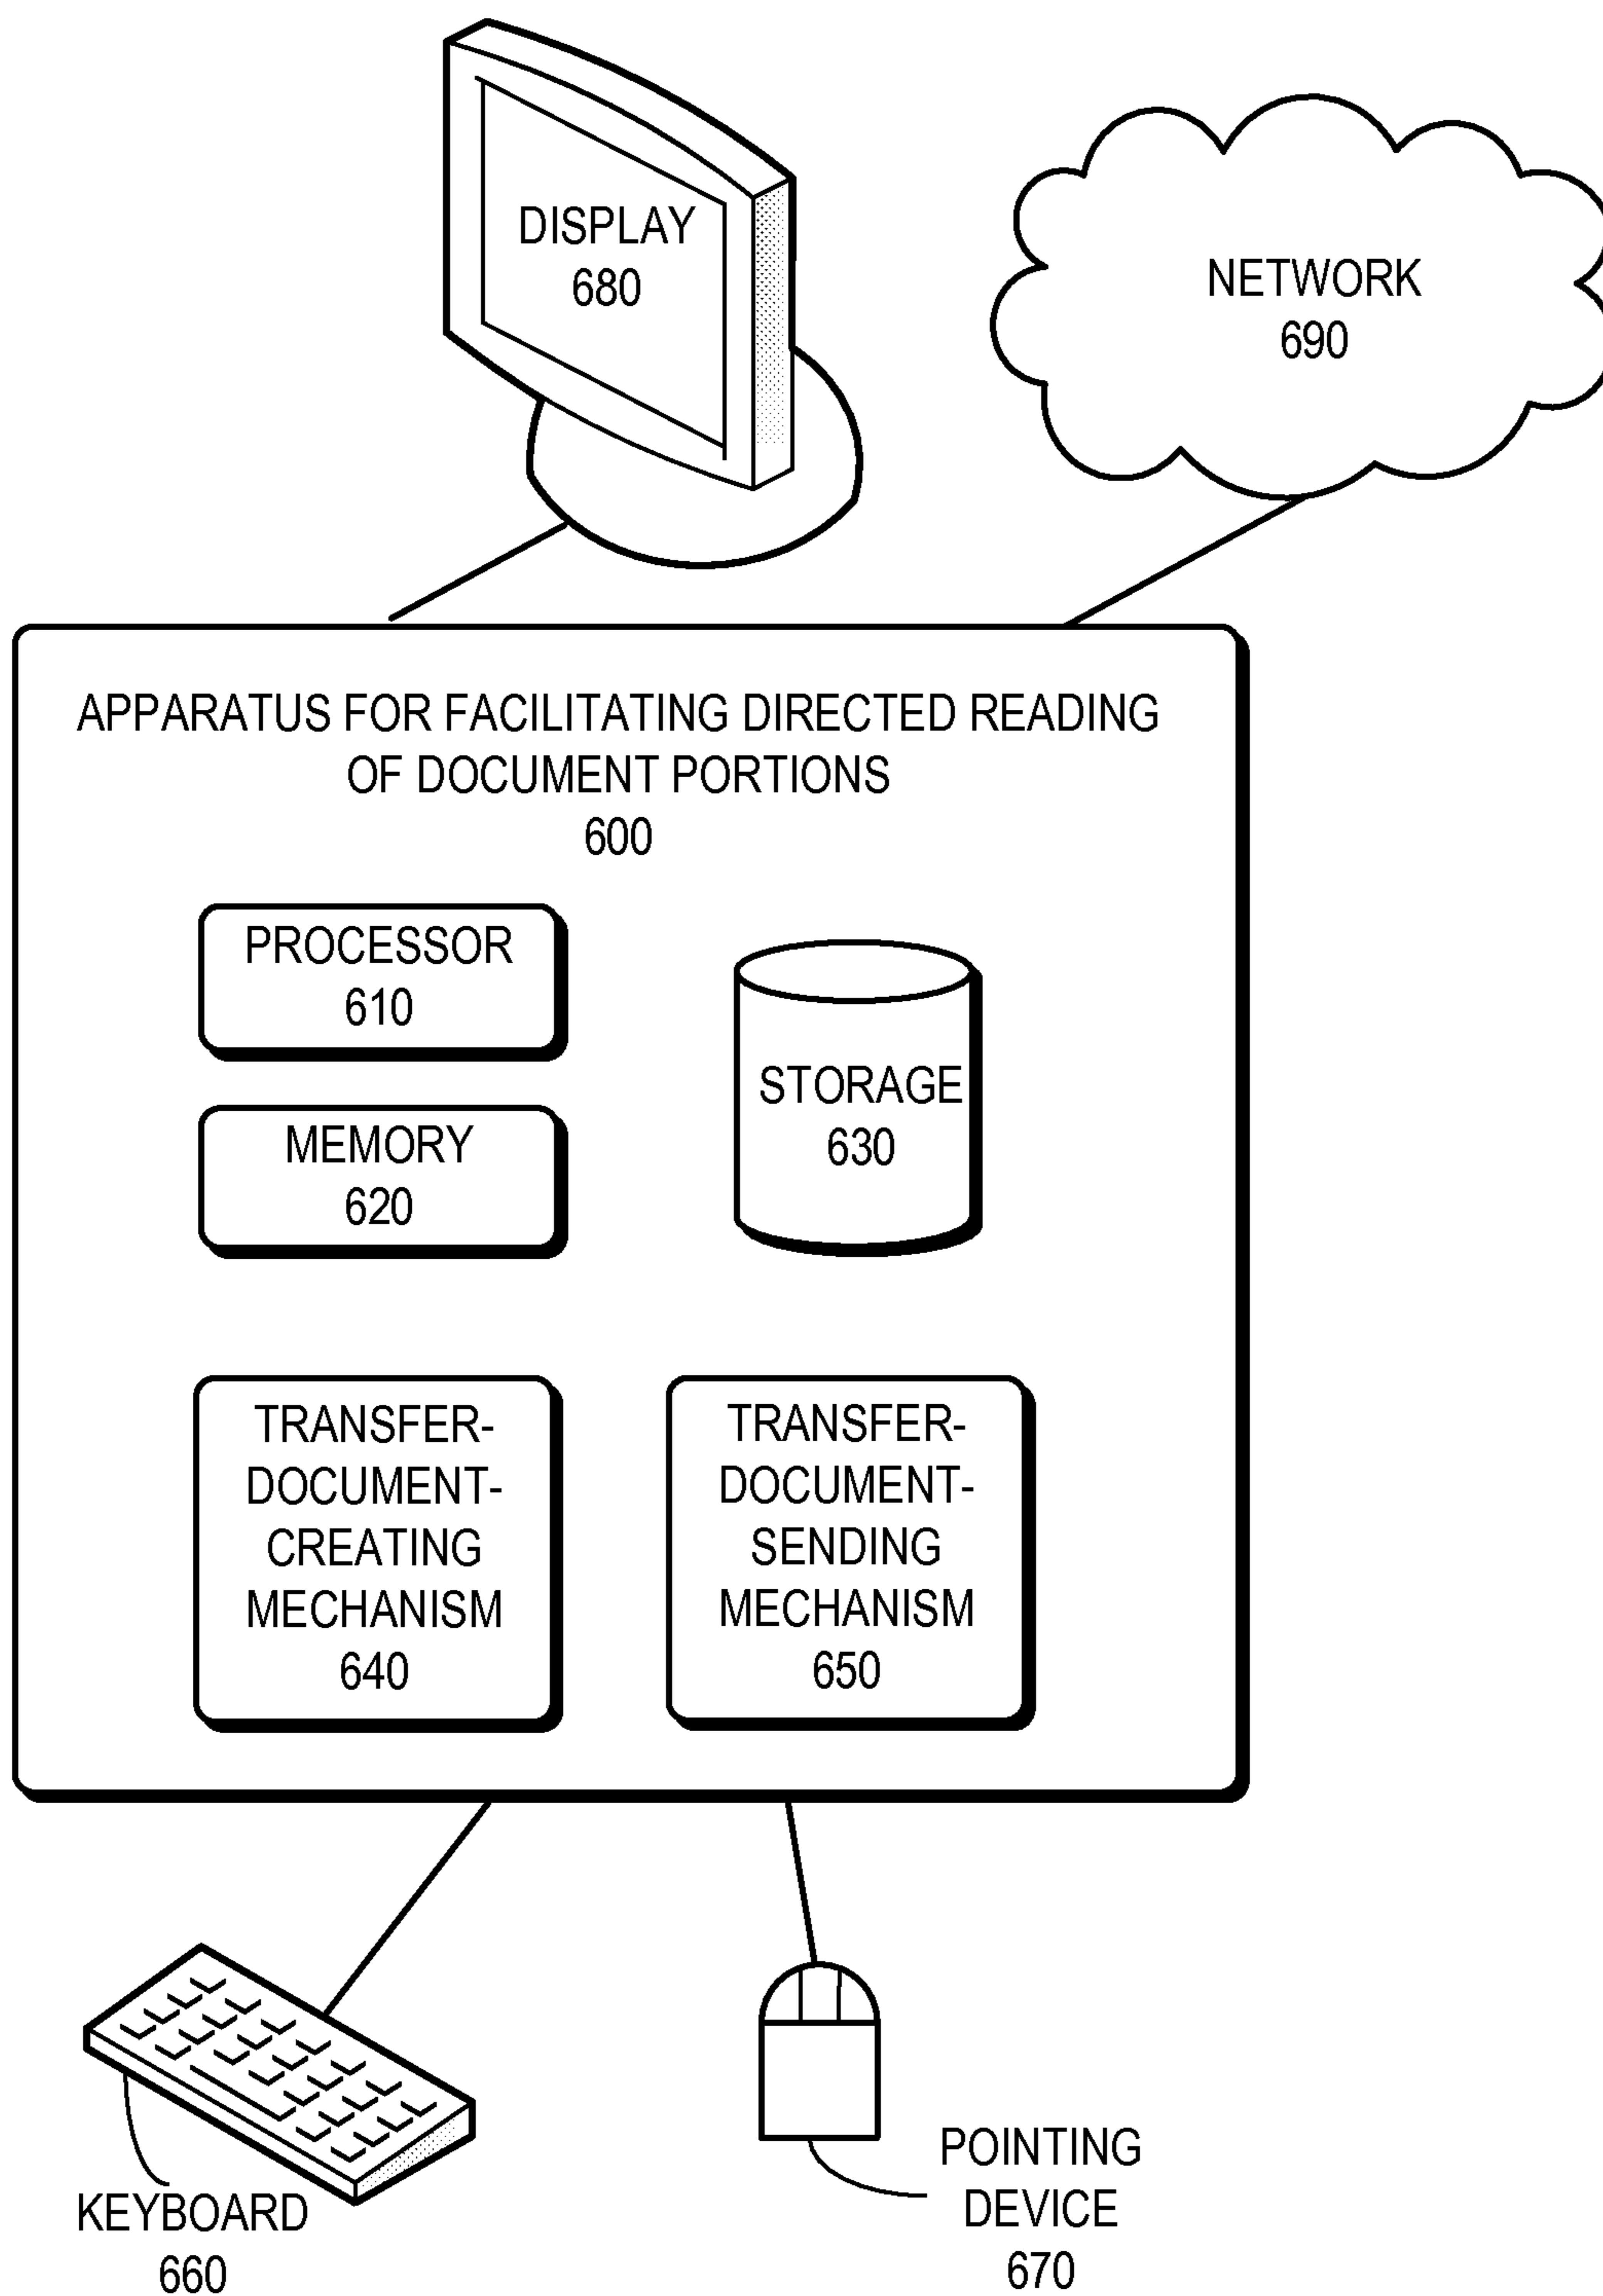 DISPLAY
680
NETWORK
690
APPARATUS FOR FACILITATING DIRECTED READING
OF DOCUMENT PORTIONS
600
PROCESSOR
610
MEMORY
620
STORAGE
630
TRANSFER-
DOCUMENT-
CREATING
MECHANISM
640
TRANSFER-
DOCUMENT-
SENDING
MECHANISM
650
KEYBOARD
660
POINTING
DEVICE
670